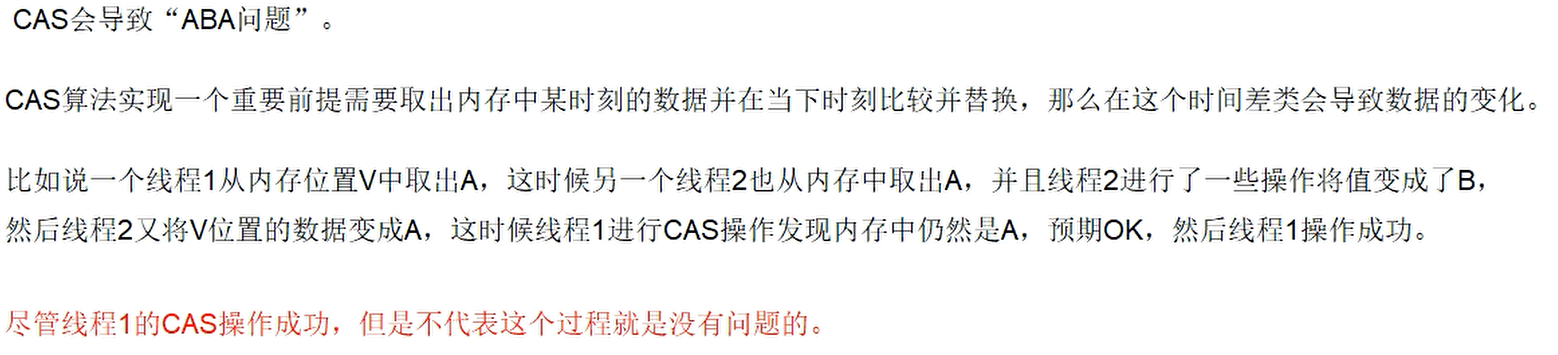 CAS会导致“ABA问题”。
CAS算法实现一个重要前提需要取出内存中某时刻的数据并在当下时刻比较并替换，那么在这个时间差类会导致数据的变化。
比如说一个线程1从内存位置V中取出A，这时候另一个线程2也从内存中取出A，并且线程2进行了一些操作将值变成了B，
然后线程2又将V位置的数据变成A，这时候线程1进行CAS操作发现内存中仍然是A，预期OK，然后线程1操作成功。
尽管线程1的CAS操作成功，但是不代表这个过程就是没有问题的。